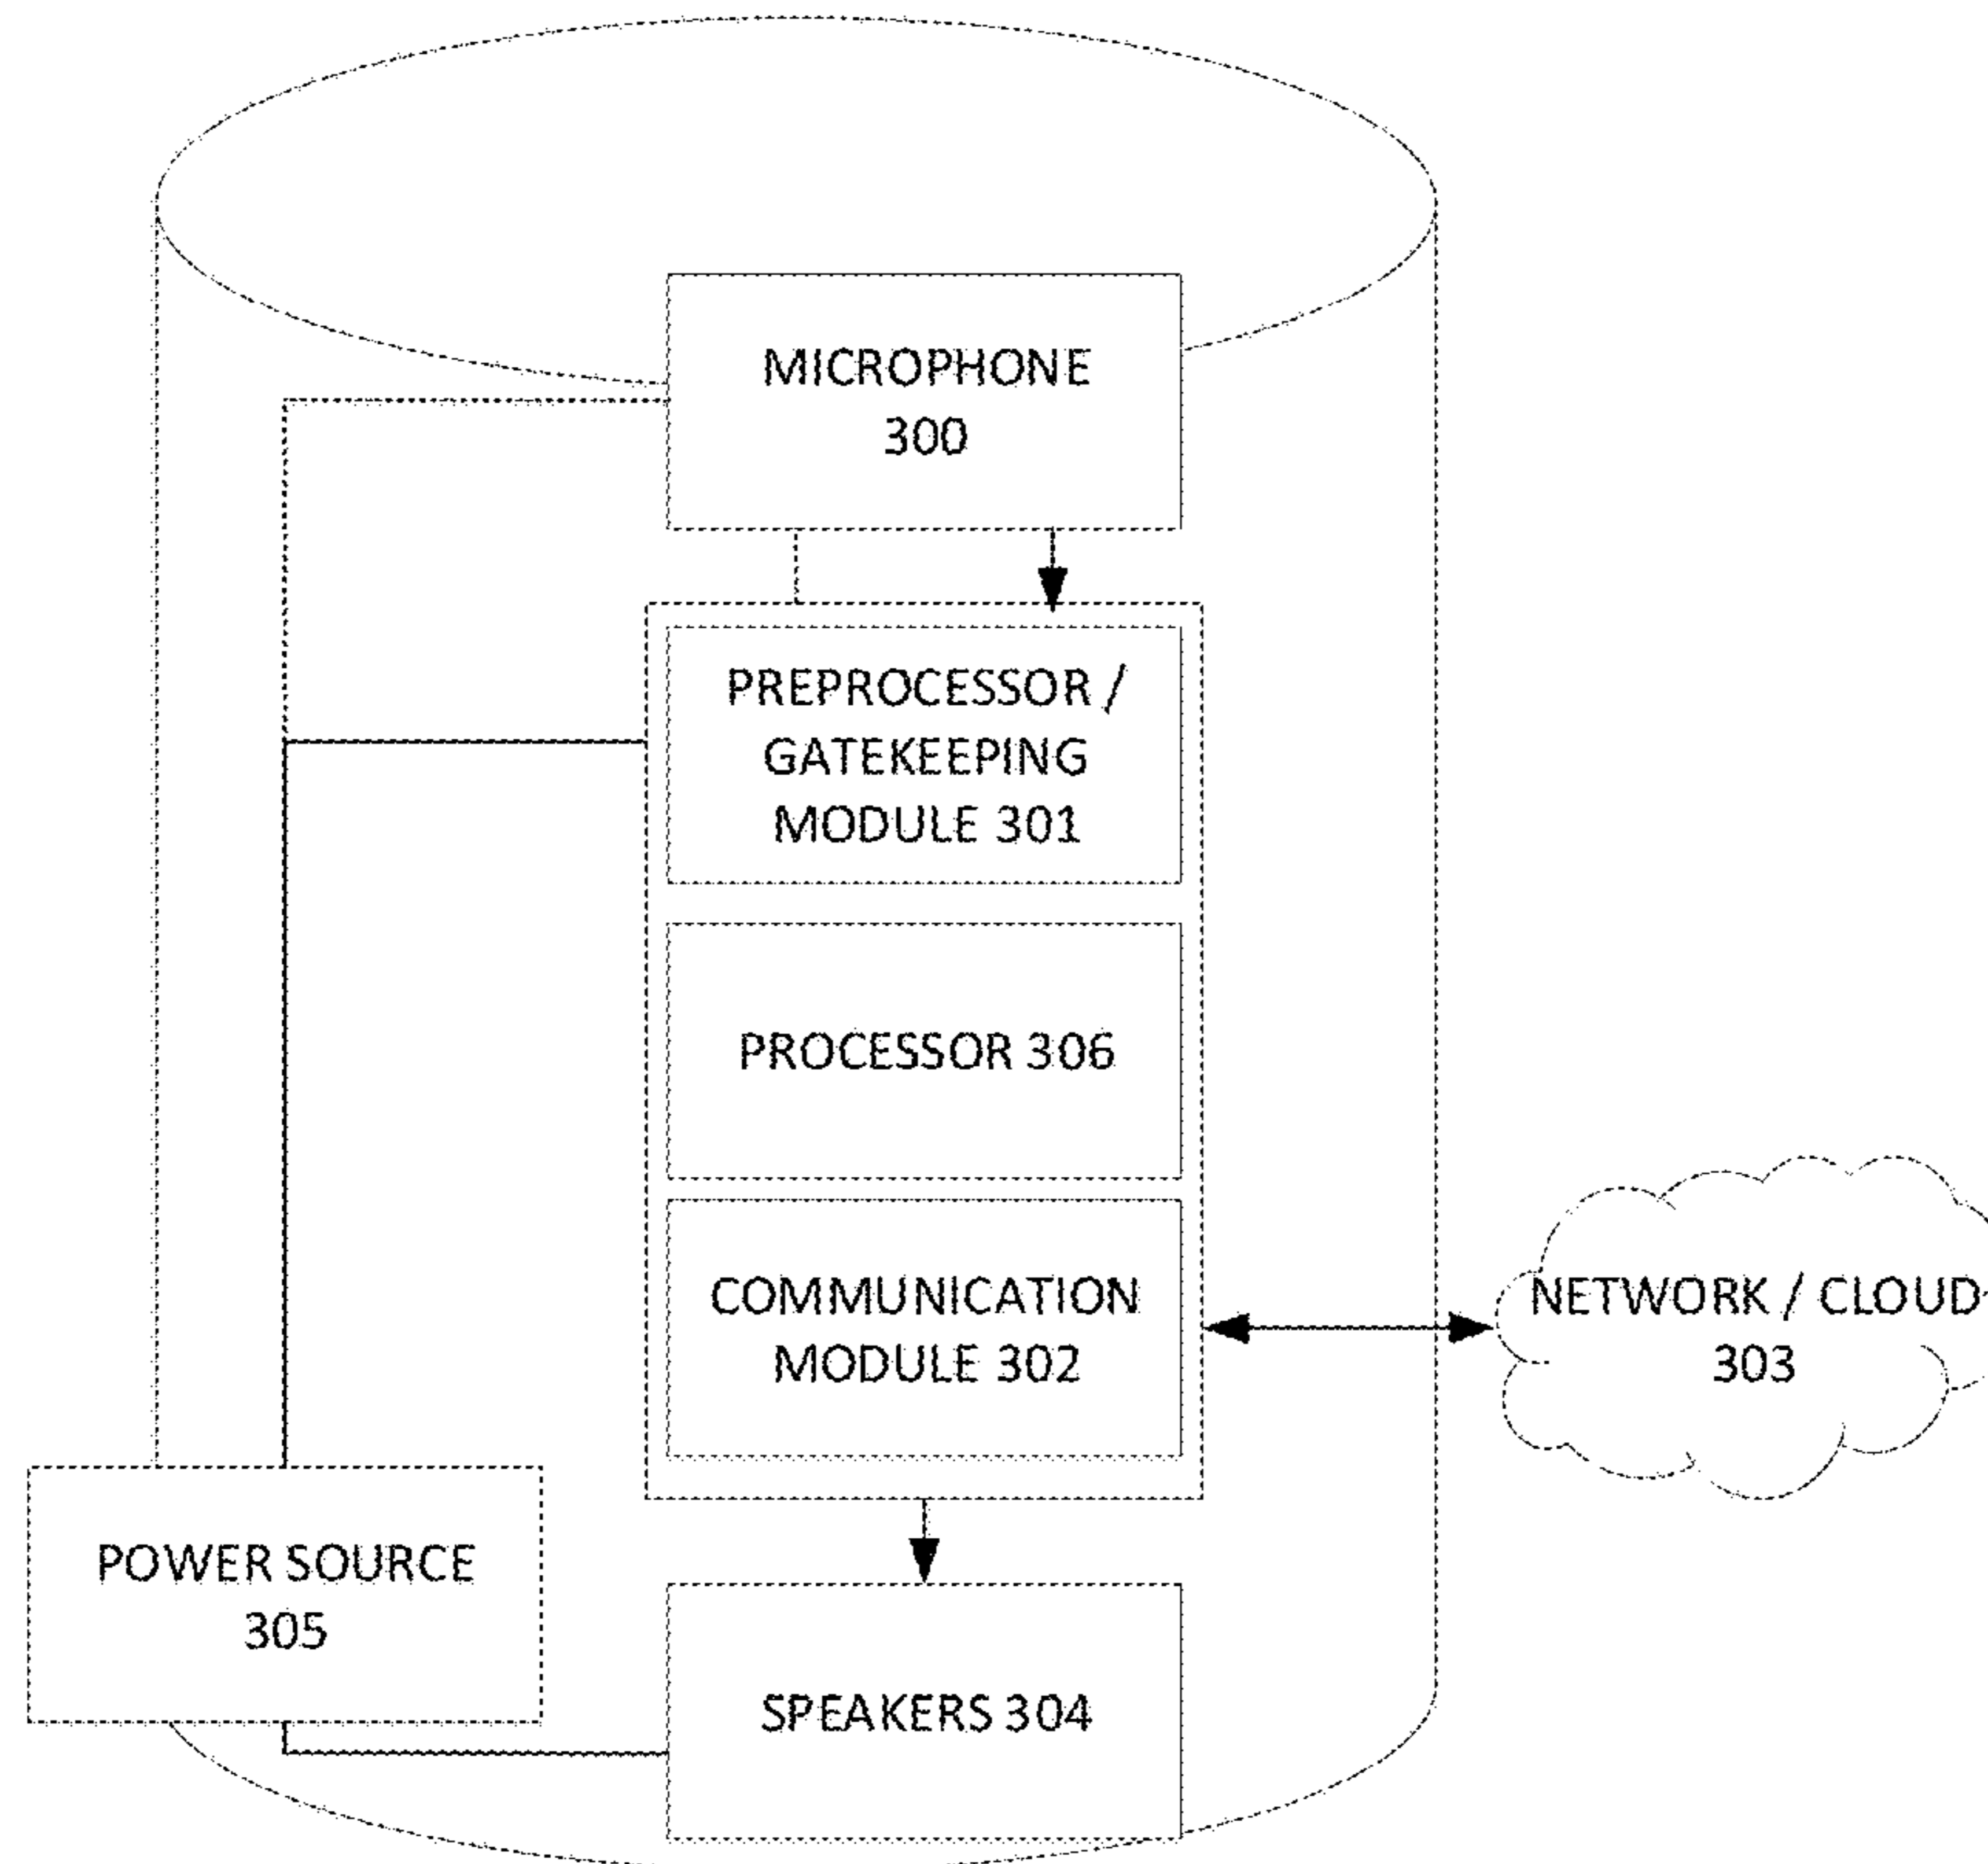 MICROPHONE
300
PREPROCESSOR /
GATEKEEPING
MODULE 301
PROCESSOR 306
COMMUNICATION
MODULE 302
NETWORK / CLOUD
303
POWER SOURCE
305
SPEAKERS 304